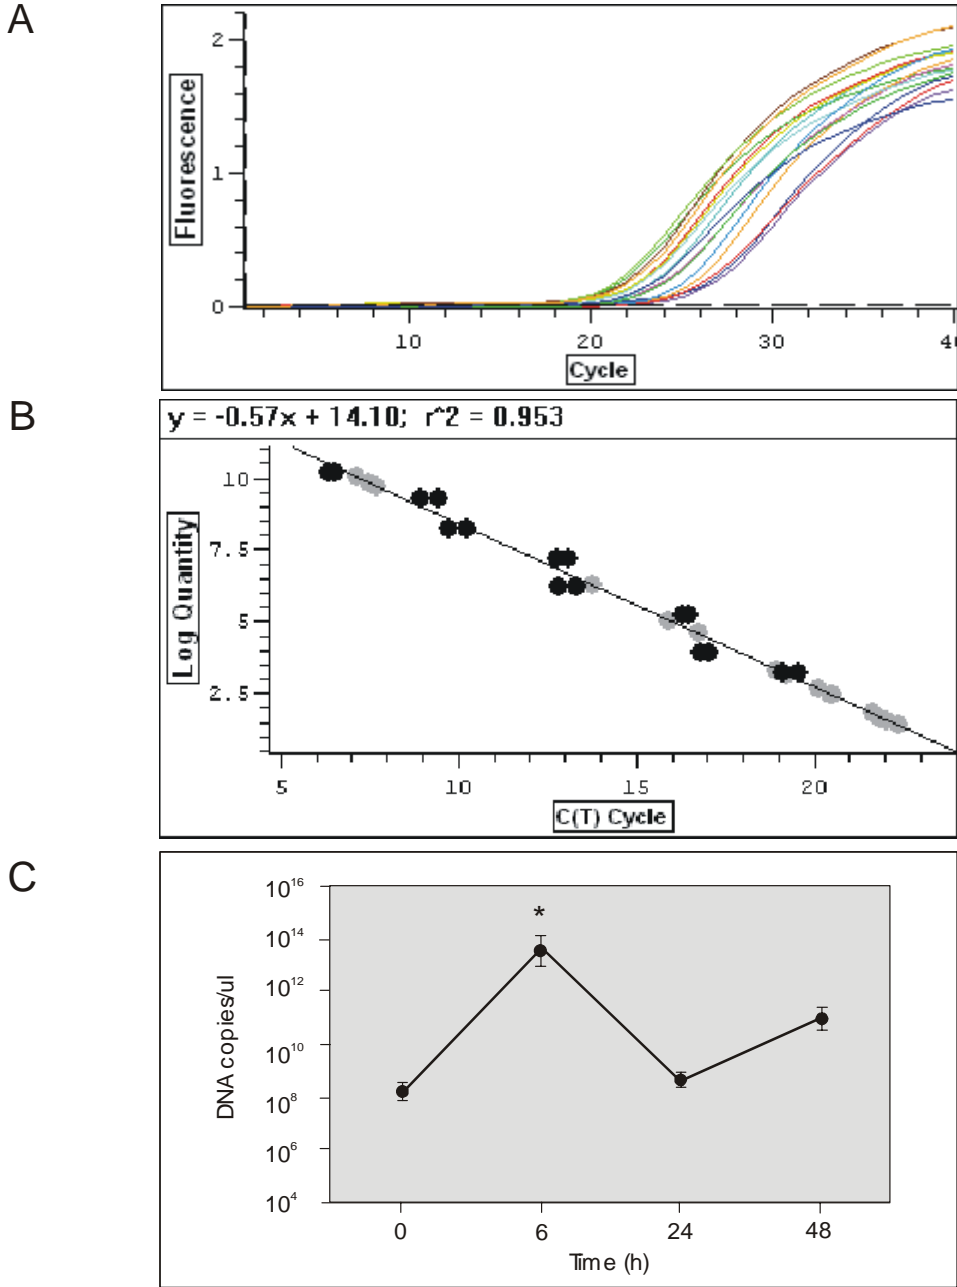 A
2
1
0
Fluorescence
10 20 30 4
Cycle
B
y = -0.57x + 14.10; r^2 = 0.953
10
7.5
5
2.5
Log Quantity
5 10 15 20
C(T) Cycle
C
10^16
10^14
10^12
10^10
10^8
10^6
10^4
DNA copies/ul
*
0 6 24 48
Time (h)